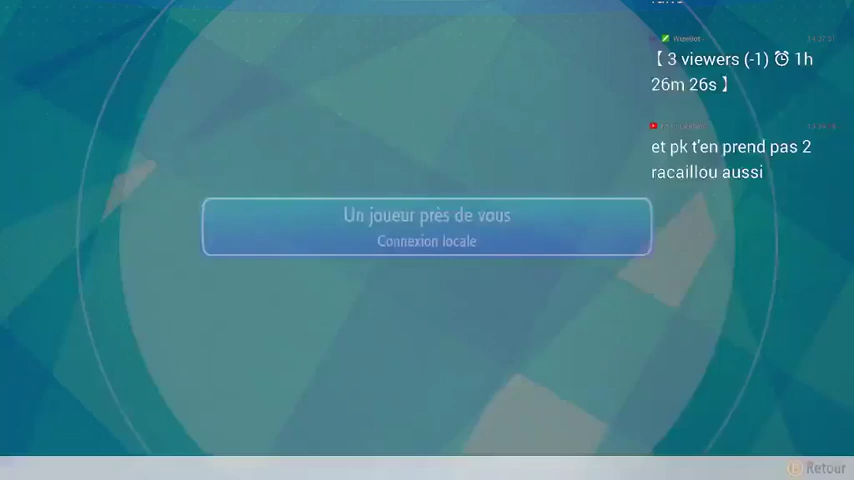 WizeBot
【 3 viewers (-1) ⏰ 1h
26m 26s 】
et pk t'en prend pas 2
racaillou aussi
Un joueur près de vous
Connexion locale
Retour